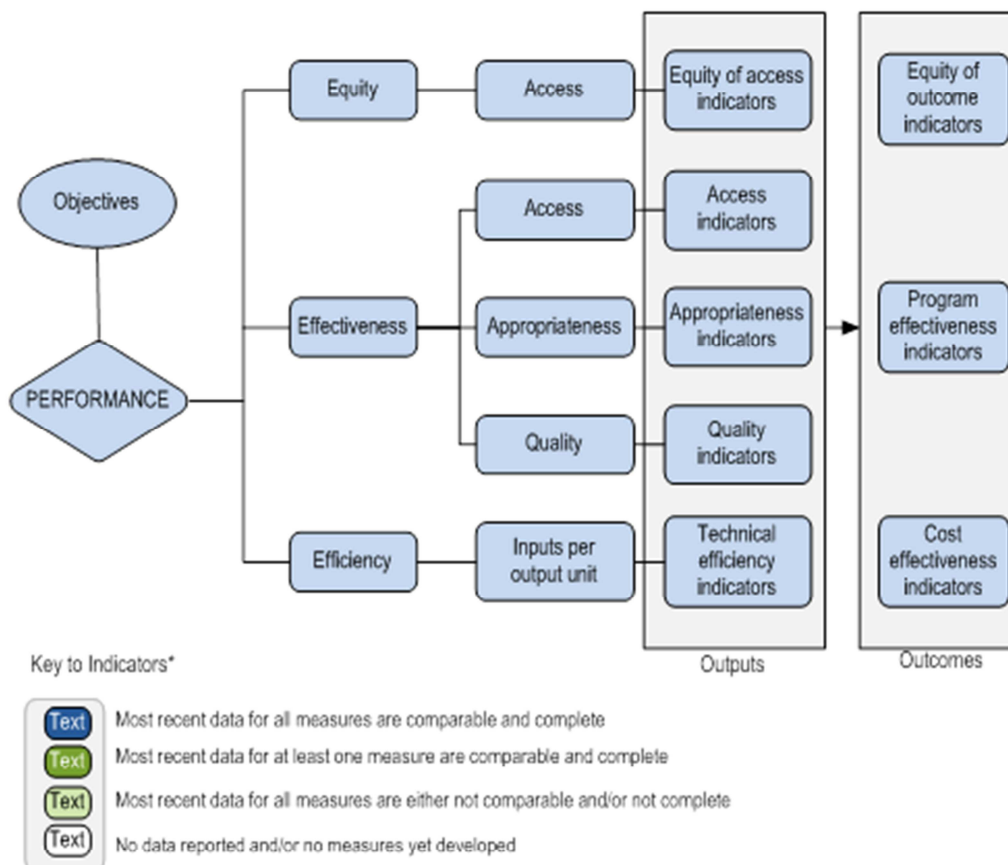 Objectives
PERFORMANCE
Equity
Effectiveness
Efficiency
Access
Access
Appropriateness
Quality
Inputs per
output unit
Equity of access
indicators
Access
indicators
Appropriateness
indicators
Quality
indicators
Technical
efficiency
indicators
Outputs
Equity of
outcome
indicators
Program
effectiveness
indicators
Cost
effectiveness
indicators
Outcomes
Key to Indicators*
Text Most recent data for all measures are comparable and complete
Text Most recent data for at least one measure are comparable and complete
Text Most recent data for all measures are either not comparable and/or not complete
Text No data reported and/or no measures yet developed